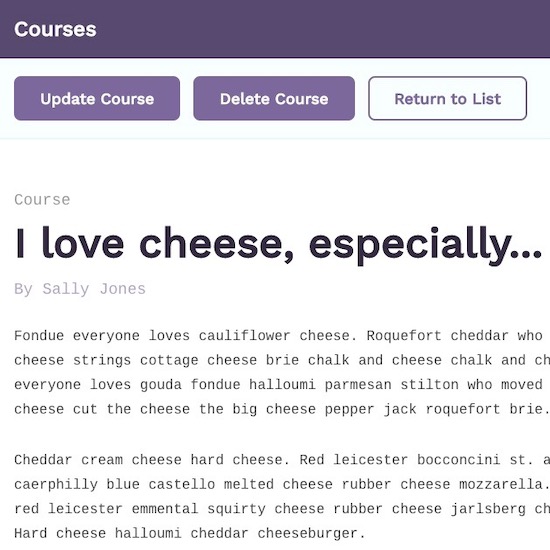 Courses
Update Course Delete Course Return to List
Course
I love cheese, especially...
By Sally Jones
Fondue everyone loves cauliflower cheese. Roquefort cheddar who
cheese strings cottage cheese brie chalk and cheese chalk and ch
everyone loves gouda fondue halloumi parmesan stilton who moved
cheese cut the cheese the big cheese pepper jack roquefort brie.
Cheddar cream cheese hard cheese. Red leicester bocconcini st. a
caerphilly blue castello melted cheese rubber cheese mozzarella.
red leicester emmental squirty cheese rubber cheese jarlsberg ch
Hard cheese halloumi cheddar cheeseburger.